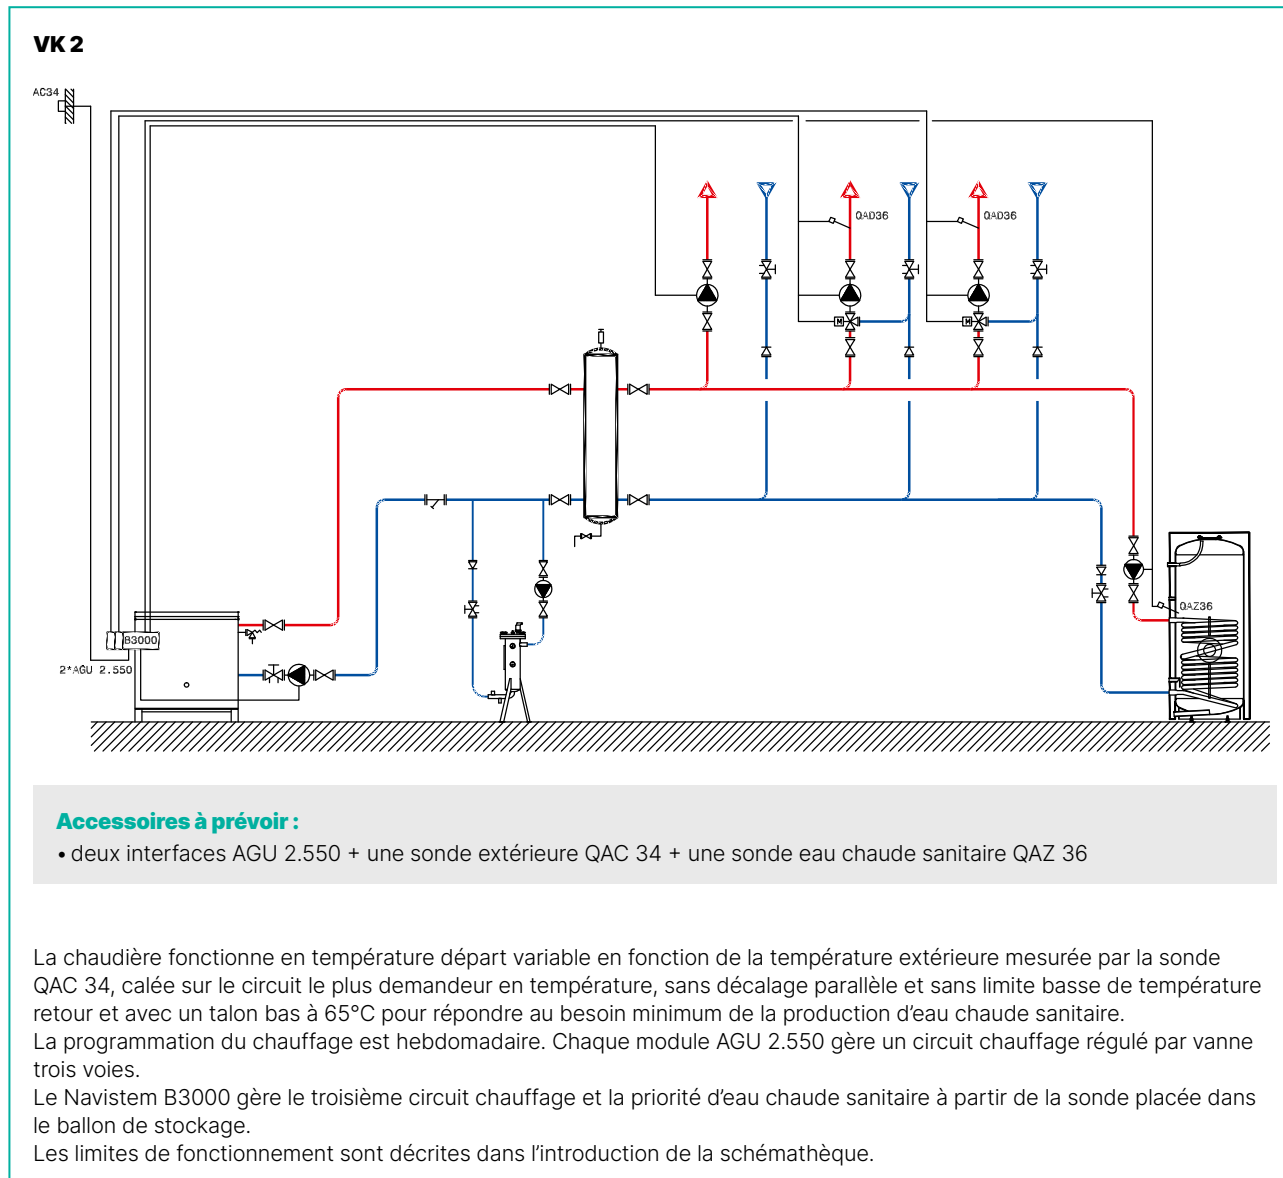 VK 2
AC34
QAD36
QAD36
M
M
QAZ36
B3000
2*AGU 2.550
Accessoires à prévoir :
• deux interfaces AGU 2.550 + une sonde extérieure QAC 34 + une sonde eau chaude sanitaire QAZ 36
La chaudière fonctionne en température départ variable en fonction de la température extérieure mesurée par la sonde
QAC 34, calée sur le circuit le plus demandeur en température, sans décalage parallèle et sans limite basse de température
retour et avec un talon bas à 65°C pour répondre au besoin minimum de la production d’eau chaude sanitaire.
La programmation du chauffage est hebdomadaire. Chaque module AGU 2.550 gère un circuit chauffage régulé par vanne
trois voies.
Le Navistem B3000 gère le troisième circuit chauffage et la priorité d’eau chaude sanitaire à partir de la sonde placée dans
le ballon de stockage.
Les limites de fonctionnement sont décrites dans l’introduction de la schémathèque.